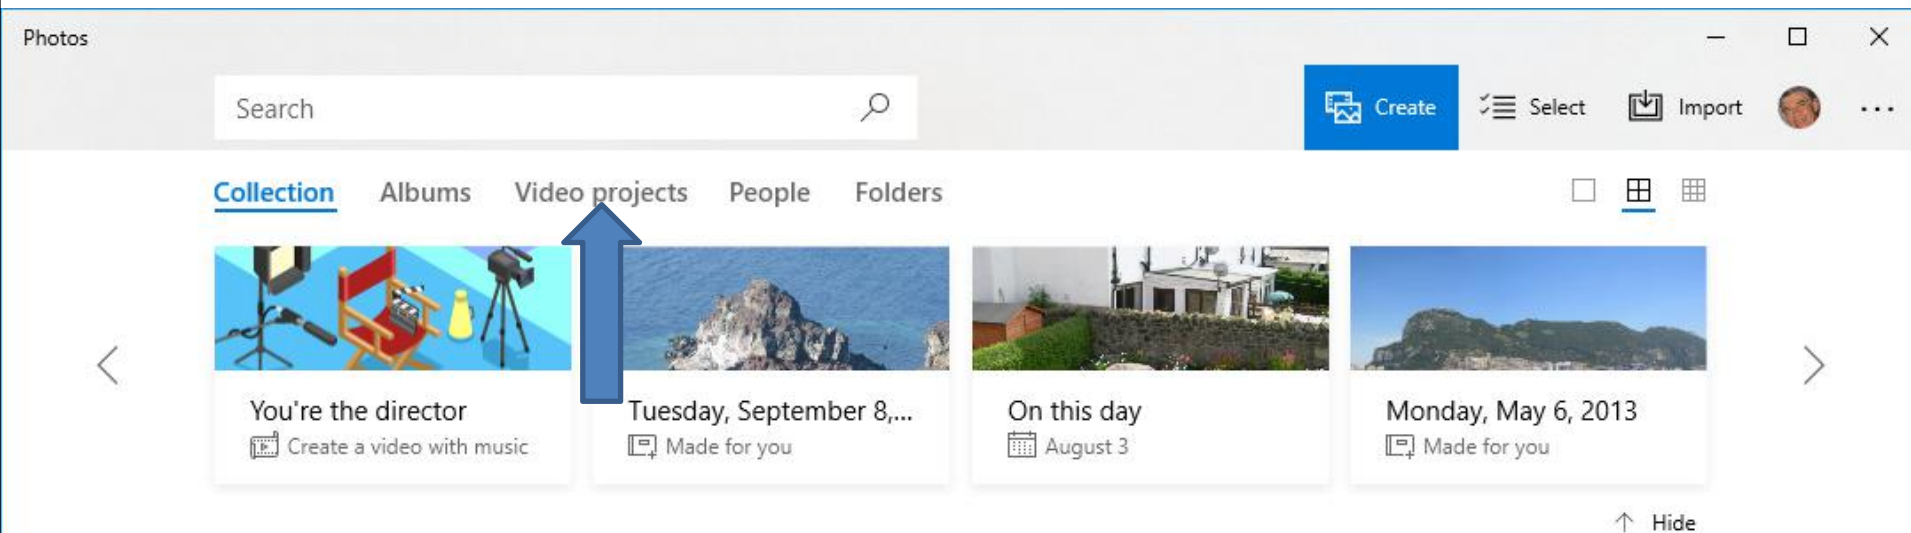 Photos
Search
Create
Select
Import
Collection
Albums
Video projects
People
Folders
You're the director
Create a video with music
Tuesday, September 8,...
Made for you
On this day
August 3
Monday, May 6, 2013
Made for you
Hide